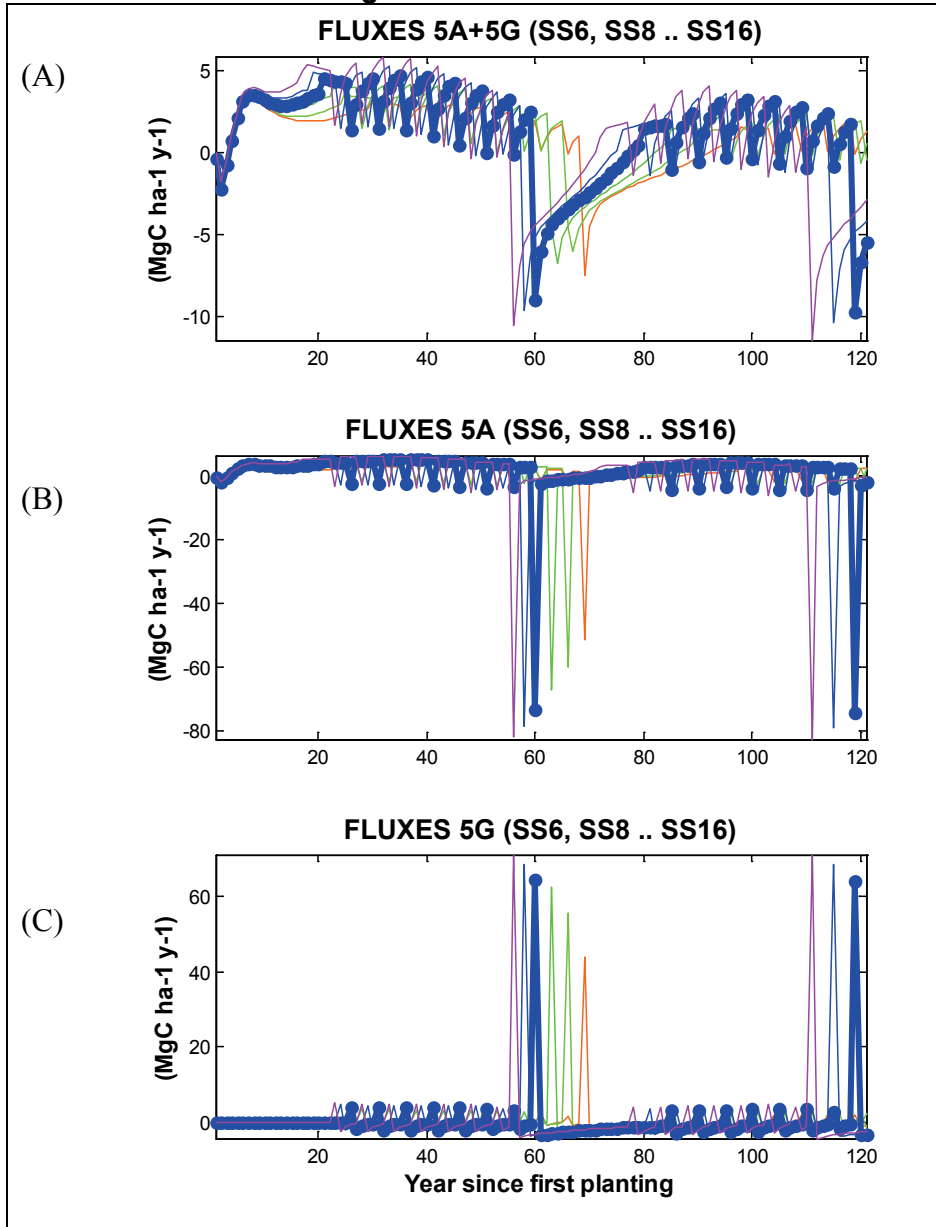 FLUXES 5A+5G (SS6, SS8 .. SS16)
(A)
(MgC ha-1 y-1)
5
0
-5
-10
20 40 60 80 100 120
FLUXES 5A (SS6, SS8 .. SS16)
(B)
(MgC ha-1 y-1)
0
-20
-40
-60
-80
20 40 60 80 100 120
FLUXES 5G (SS6, SS8 .. SS16)
(C)
(MgC ha-1 y-1)
60
40
20
0
20 40 60 80 100 120
Year since first planting